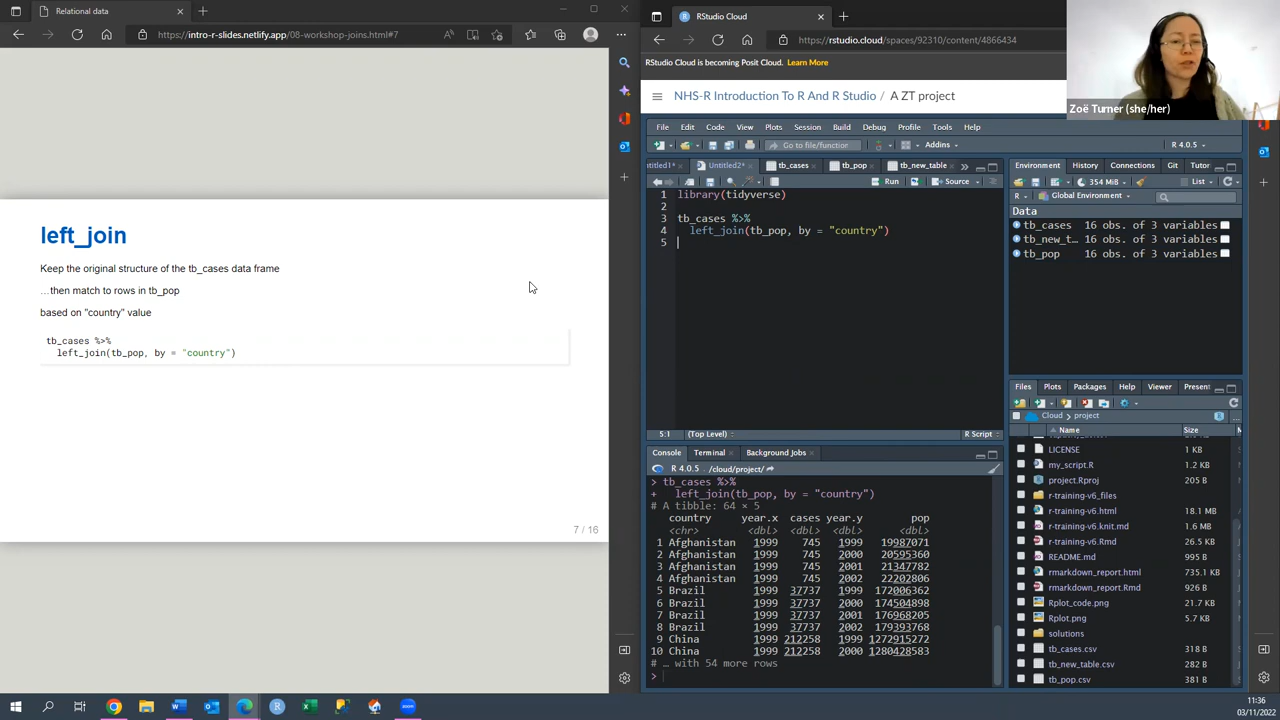 Relational data
https://intro-r-slides.netlify.app/08-workshop-joins.html#7
left_join
Keep the original structure of the tb_cases data frame
…then match to rows in tb_pop
based on "country" value
tb_cases %>%
left_join(tb_pop, by = "country")
7 / 16
RStudio Cloud
https://rstudio.cloud/spaces/92310/content/4866434
RStudio Cloud is becoming Posit Cloud. Learn More
NHS-R Introduction To R And R Studio / A ZT project
Zoë Turner (she/her)
File Edit Code View Plots Session Build Debug Profile Tools Help
Go to file/function Addins R 4.0.5
ntitled1* Untitled2* tb_cases tb_pop new_table
Run Source
1 library(tidyverse)
2
3 tb_cases %>%
4 left_join(tb_pop, by = "country")
5
5:1 (Top Level) R Script
Environment History Connections Git Tutor
354 MiB List
R Global Environment
Data
tb_cases 16 obs. of 3 variables
tb_new_t… 16 obs. of 3 variables
tb_pop 16 obs. of 3 variables
Console Terminal Background Jobs
R 4.0.5 · /cloud/project/
> tb_cases %>%
+ left_join(tb_pop, by = "country")
# A tibble: 64 × 5
country year.x cases year.y pop
<chr> <dbl> <dbl> <dbl> <dbl>
1 Afghanistan 1999 745 1999 19987071
2 Afghanistan 1999 745 2000 20595360
3 Afghanistan 1999 745 2001 21347782
4 Afghanistan 1999 745 2002 22202806
5 Brazil 1999 37737 1999 172006362
6 Brazil 1999 37737 2000 174504898
7 Brazil 1999 37737 2001 176968205
8 Brazil 1999 37737 2002 179393768
9 China 1999 212258 1999 1272915272
10 China 1999 212258 2000 1280428583
# … with 54 more rows
>
Files Plots Packages Help Viewer Present
Cloud project
Name Size
LICENSE 1 KB
my_script.R 1.2 KB
project.Rproj 205 B
r-training-v6_files
r-training-v6.html 18.1 MB
r-training-v6.knit.md 1.6 MB
r-training-v6.Rmd 26.5 KB
README.md 995 B
rmarkdown_report.html 735.1 KB
rmarkdown_report.Rmd 926 B
Rplot_code.png 21.7 KB
Rplot.png 5.7 KB
solutions
tb_cases.csv 318 B
tb_new_table.csv 282 B
tb_pop.csv 381 B
11:36
03/11/2022